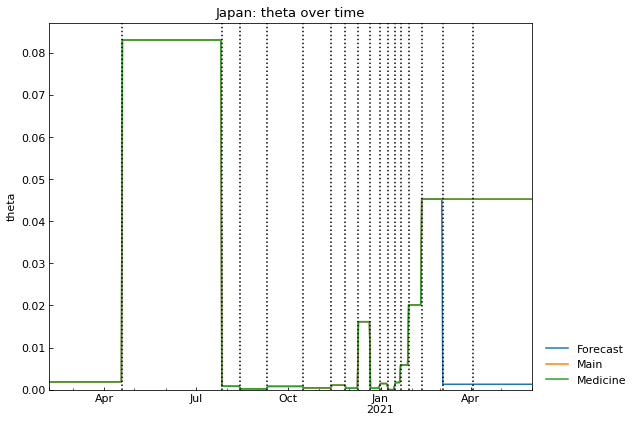 Japan: theta over time
0.08
0.07
0.06
0.05
theta
0.04
0.03
0.02
0.01
0.00
Apr Jul Oct Jan Apr
2021
Forecast
Main
Medicine